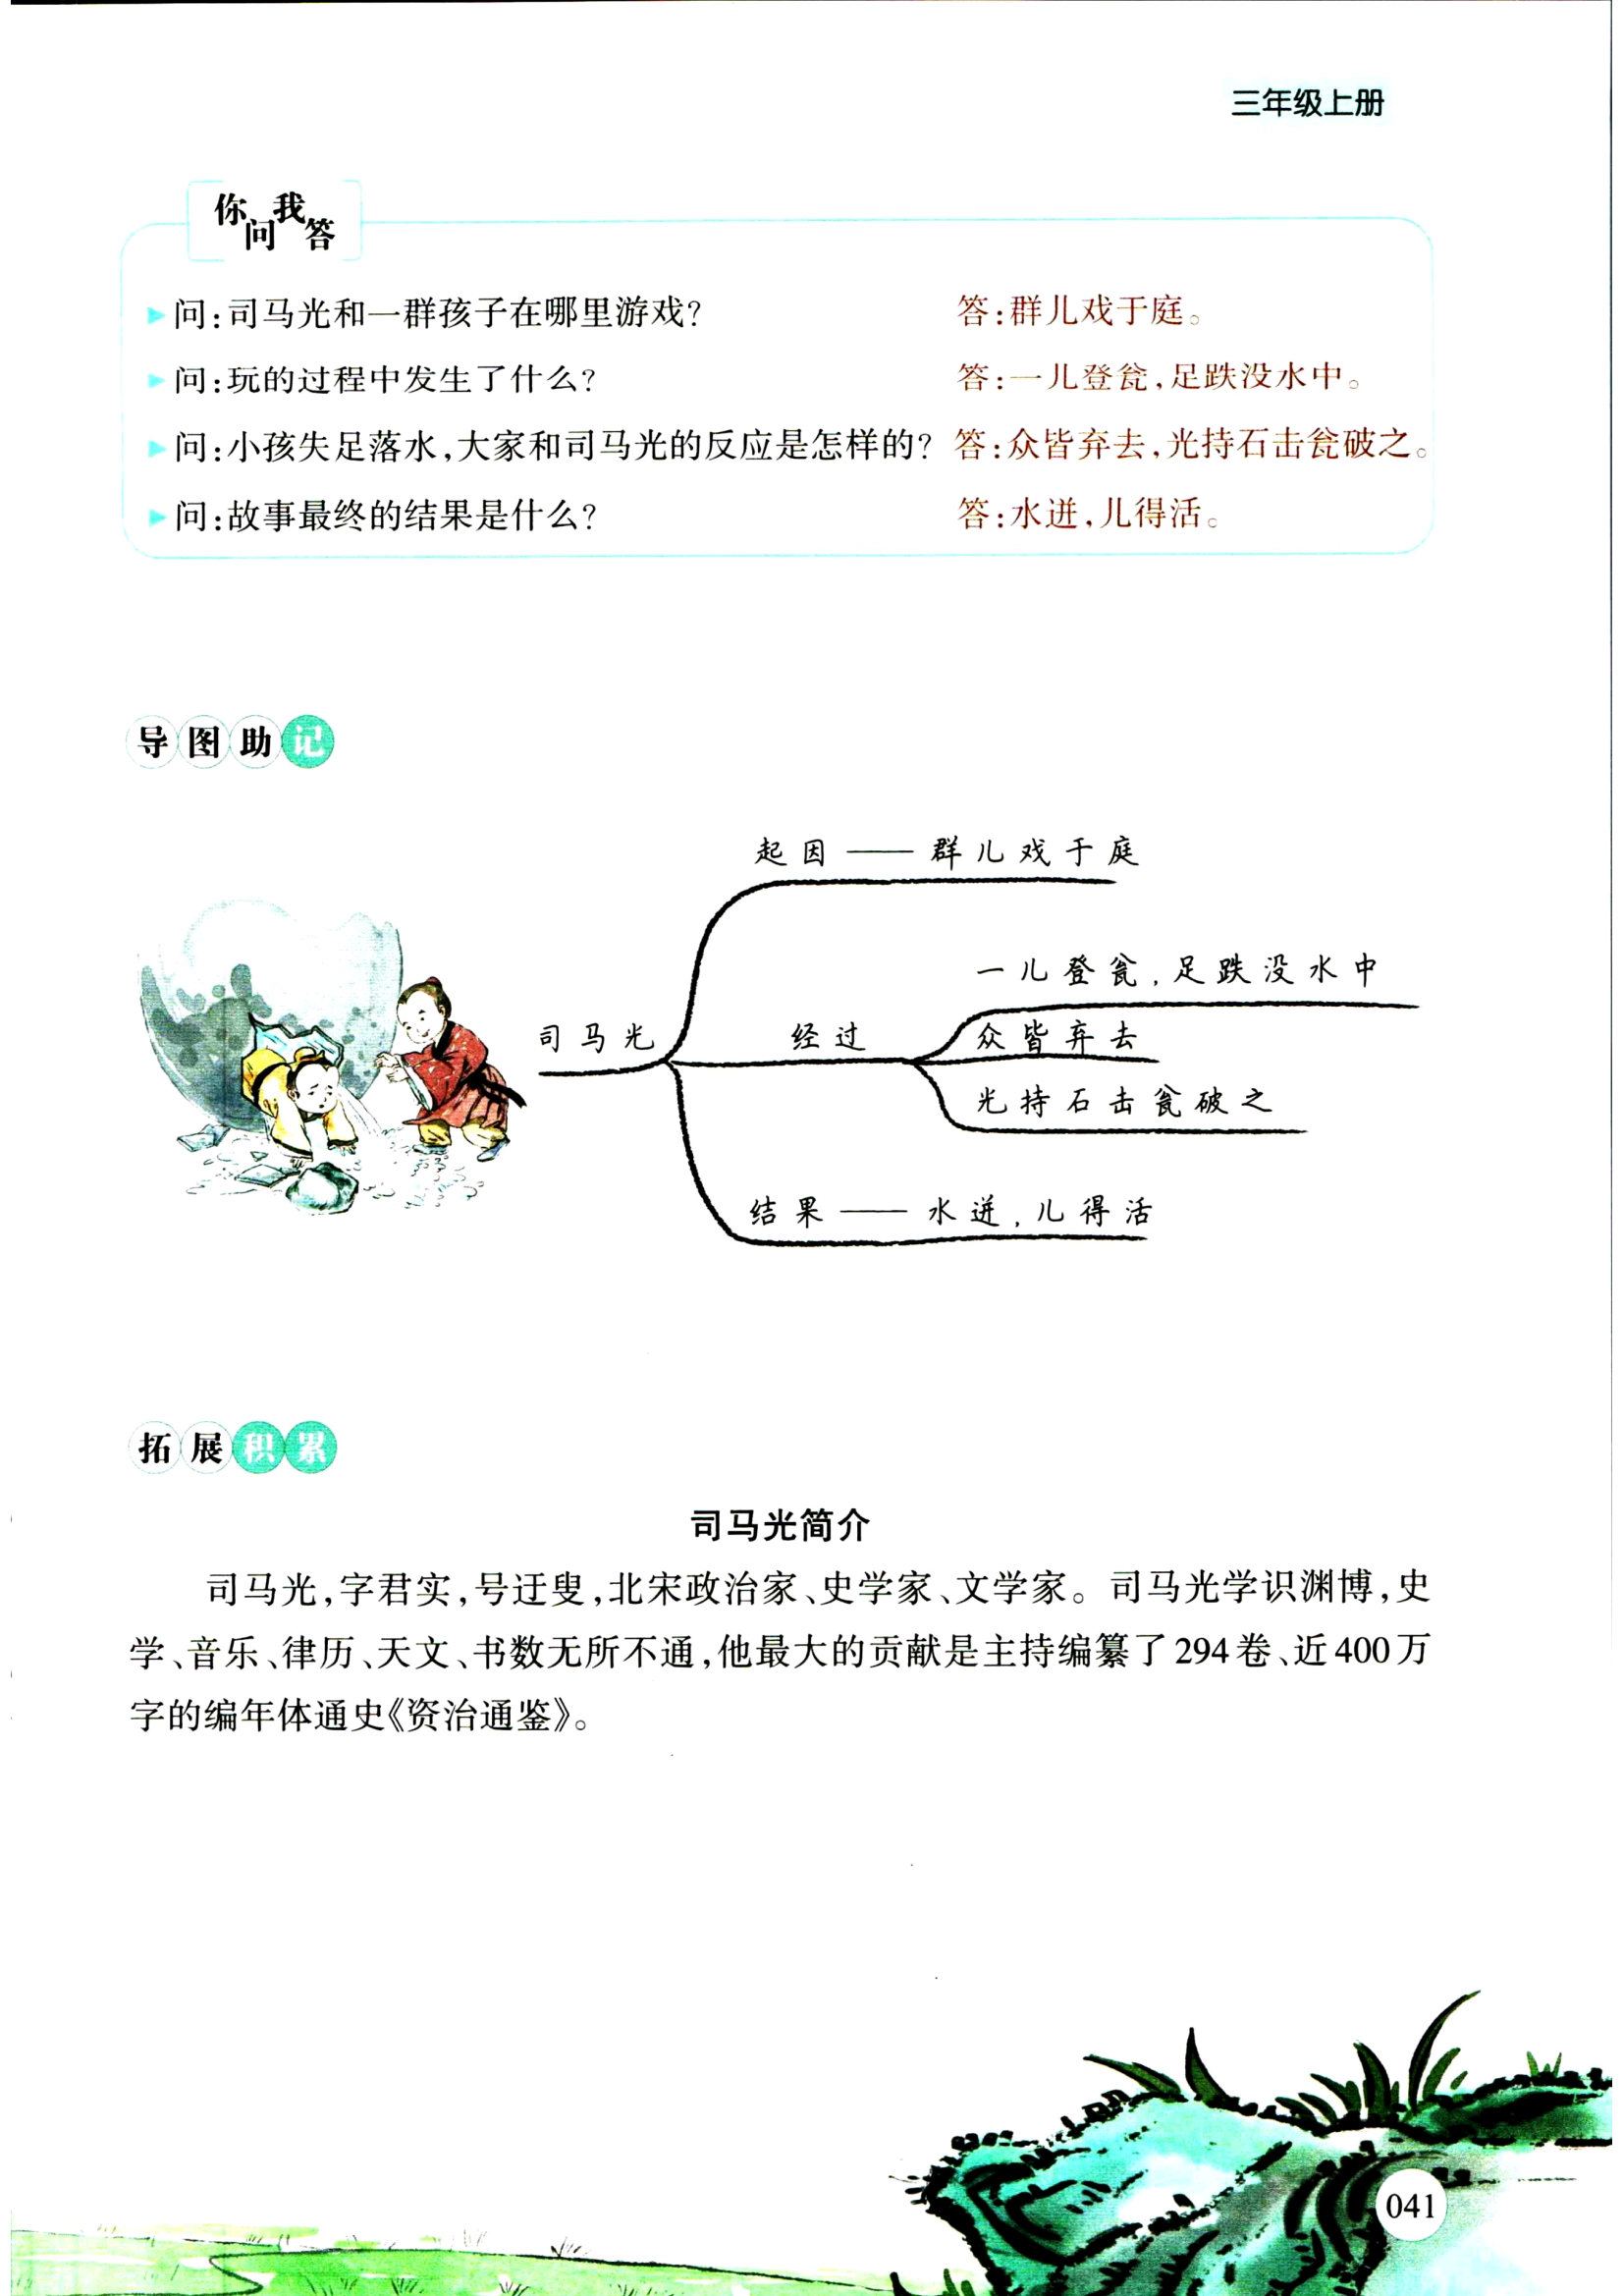 三年级上册
你问我答
问:司马光和一群孩子在哪里游戏? 答:群儿戏于庭。
问:玩的过程中发生了什么? 答:一儿登瓮,足跌没水中。
问:小孩失足落水,大家和司马光的反应是怎样的? 答:众皆弃去,光持石击瓮破之。
问:故事最终的结果是什么? 答:水迸,儿得活。
导图助记
起因——群儿戏于庭
一儿登瓮,足跌没水中
司马光 经过 众皆弃去
光持石击瓮破之
结果——水迸,儿得活
拓展积累
司马光简介
司马光,字君实,号迂叟,北宋政治家、史学家、文学家。司马光学识渊博,史
学、音乐、律历、天文、书数无所不通,他最大的贡献是主持编纂了294卷、近400万
字的编年体通史《资治通鉴》。
041